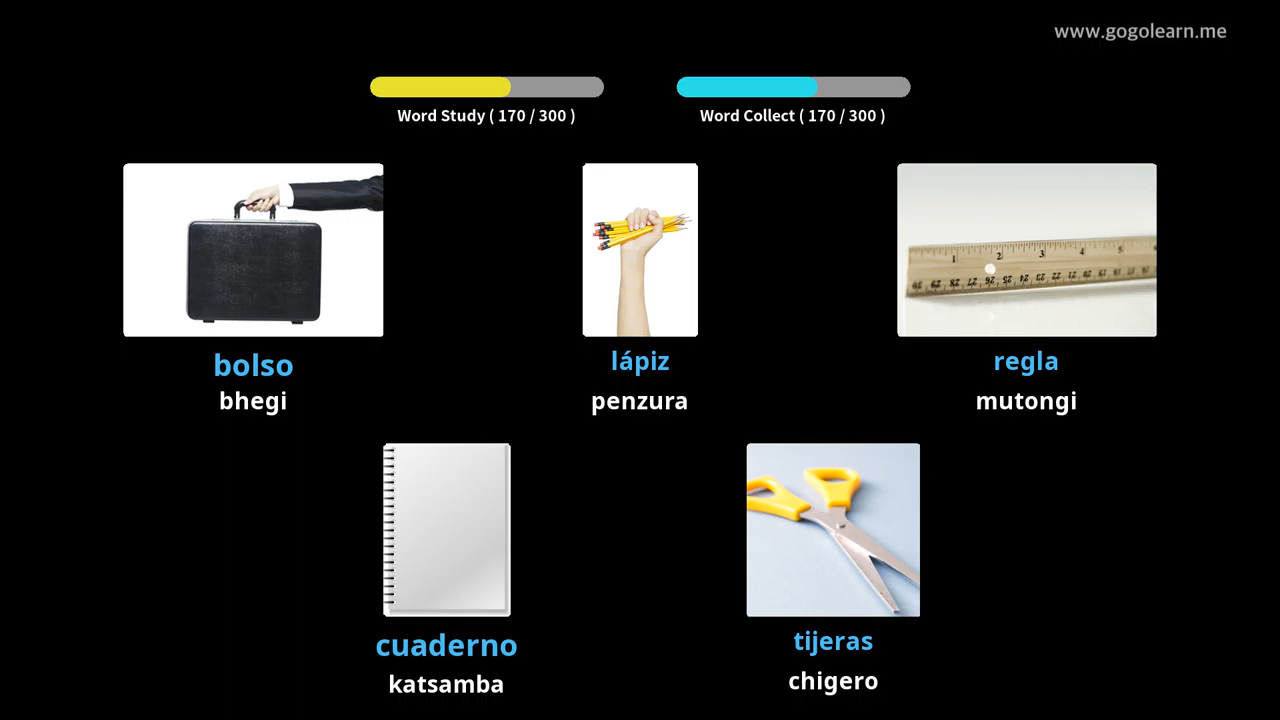 www.gogolearn.me
Word Study ( 170 / 300 )
Word Collect ( 170 / 300 )
bolso
bhegi
lápiz
penzura
regla
mutongi
cuaderno
katsamba
tijeras
chigero